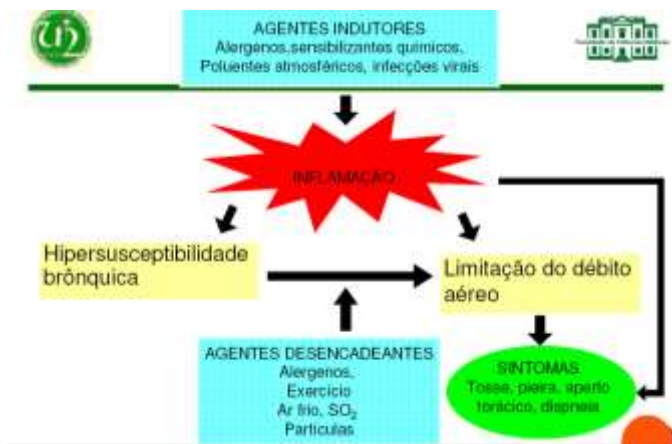 AGENTES INDUTORES
Alergenos,sensibilizantes químicos,
Poluentes atmosféricos, infecções virais
INFLAMAÇÃO
Hipersusceptibilidade
brônquica
Limitação do débito
aéreo
AGENTES DESENCADEANTES
Alergenos,
Exercício
Ar frio, SO₂
Partículas
SINTOMAS
Tosse, pieira, aperto
torácico, dispneia